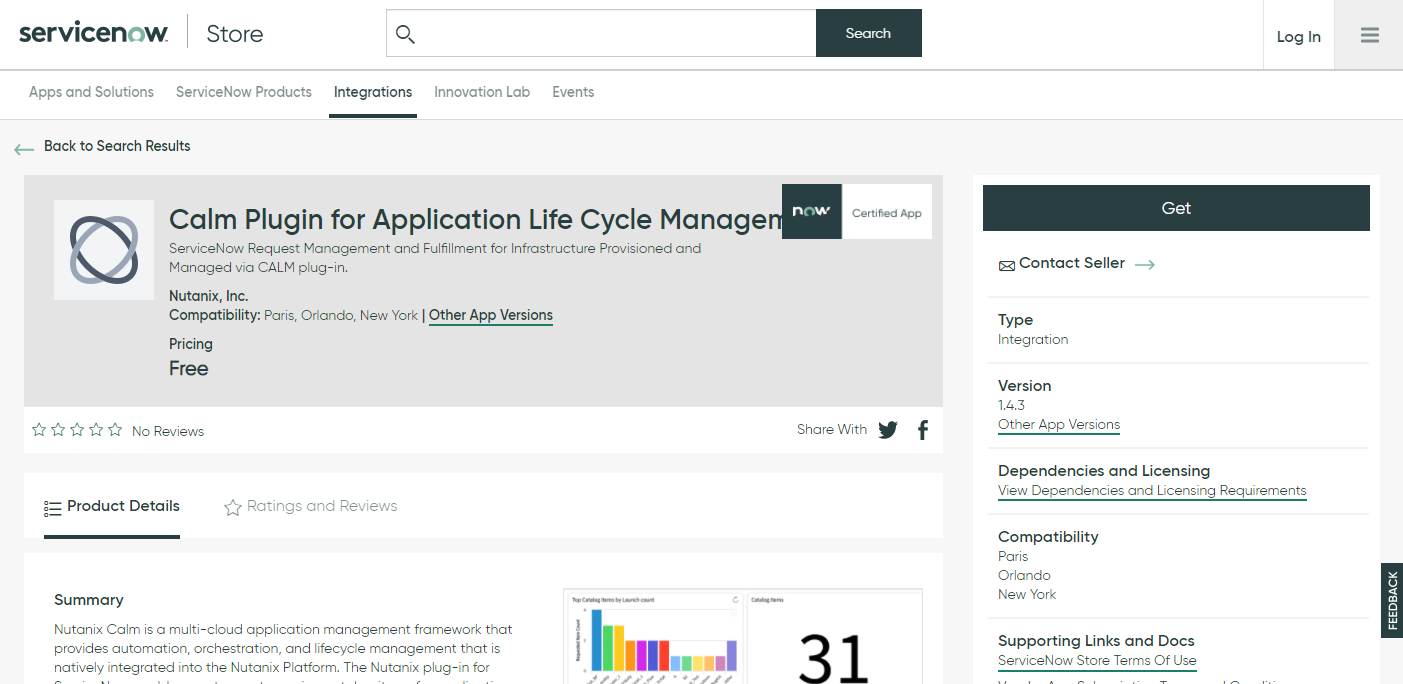 servicenow Store
Search
Log In
Apps and Solutions ServiceNow Products Integrations Innovation Lab Events
Back to Search Results
Calm Plugin for Application Life Cycle Managem
now Certified App
ServiceNow Request Management and Fulfillment for Infrastructure Provisioned and
Managed via CALM plug-in.
Nutanix, Inc.
Compatibility: Paris, Orlando, New York | Other App Versions
Pricing
Free
No Reviews
Share With
Product Details
Ratings and Reviews
Summary
Nutanix Calm is a multi-cloud application management framework that
provides automation, orchestration, and lifecycle management that is
natively integrated into the Nutanix Platform. The Nutanix plug-in for
Top Catalog Items by Launch count
Requested Item Count
Catalog Items
31
Get
Contact Seller
Type
Integration
Version
1.4.3
Other App Versions
Dependencies and Licensing
View Dependencies and Licensing Requirements
Compatibility
Paris
Orlando
New York
Supporting Links and Docs
ServiceNow Store Terms Of Use
FEEDBACK